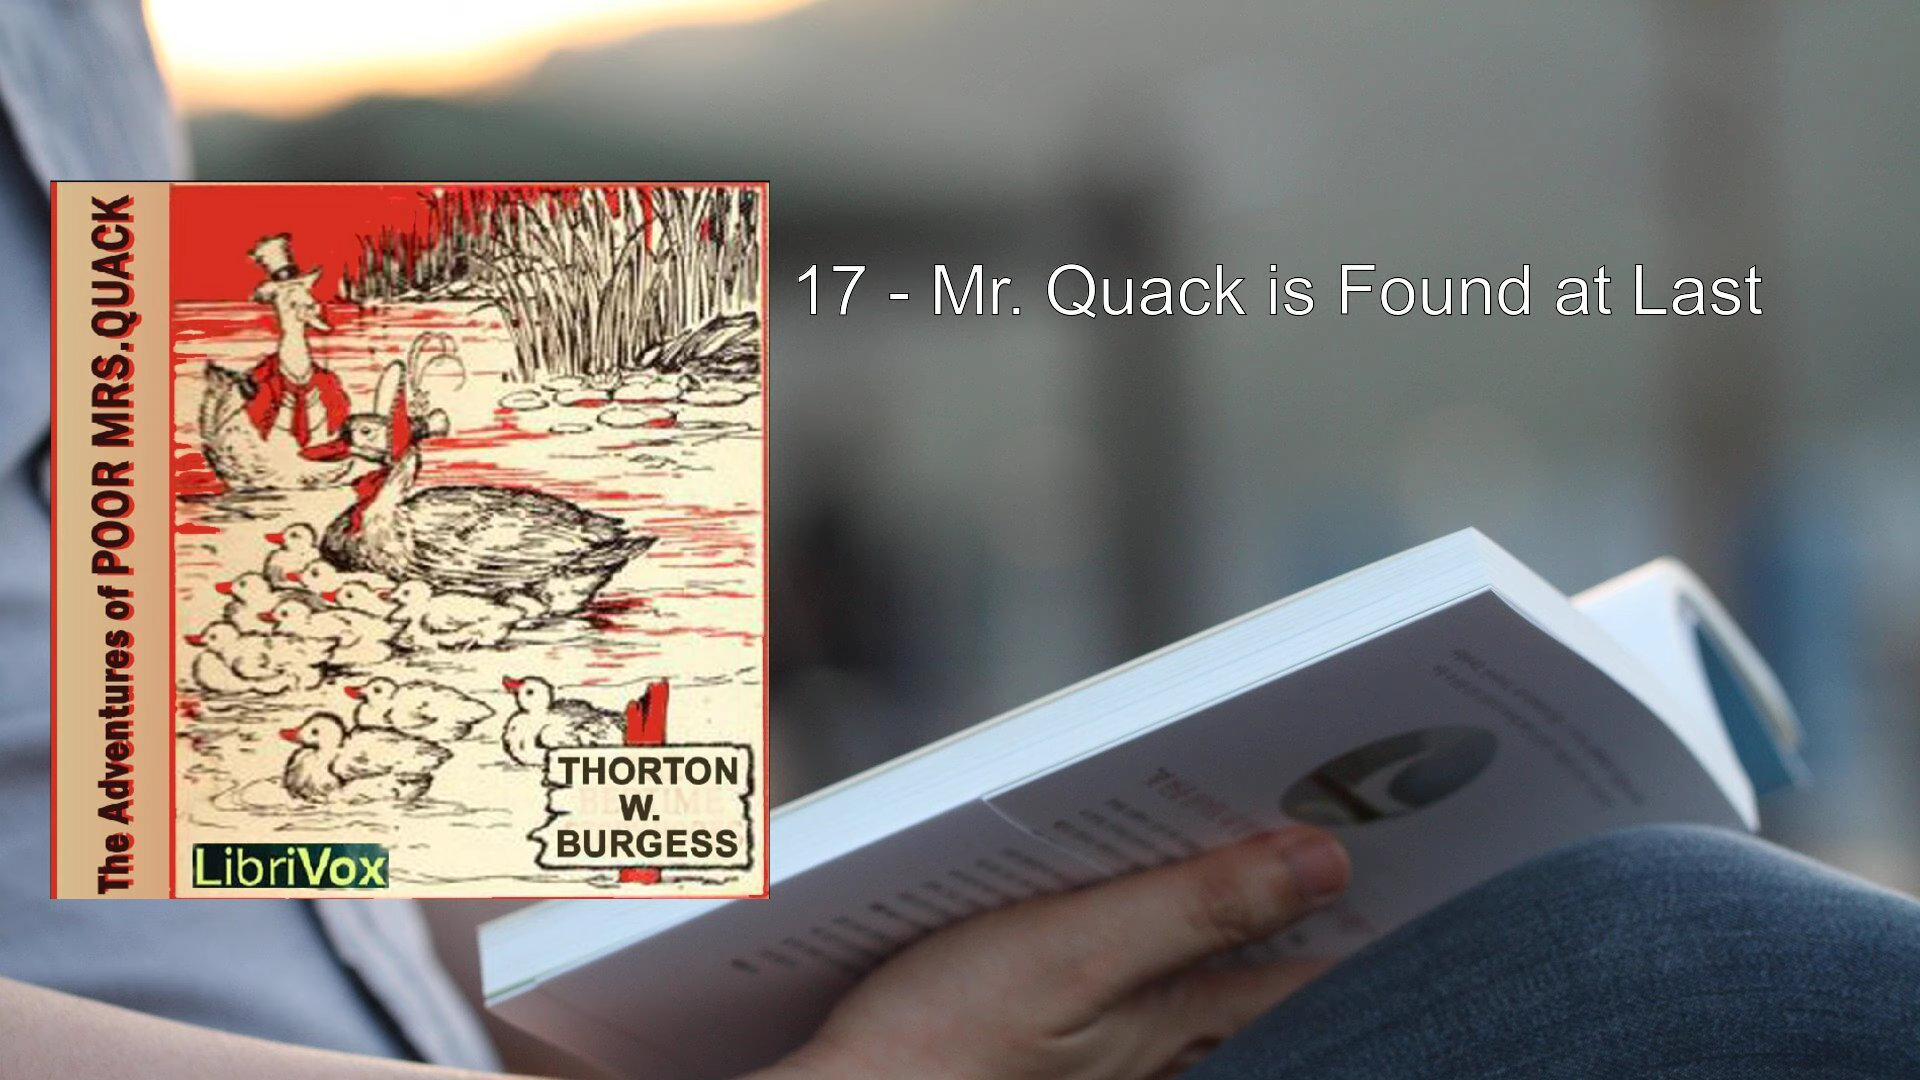 The Adventures of POOR MRS. QUACK
17 - Mr. Quack is Found at Last
THORTON
W.
BURGESS
LibriVox